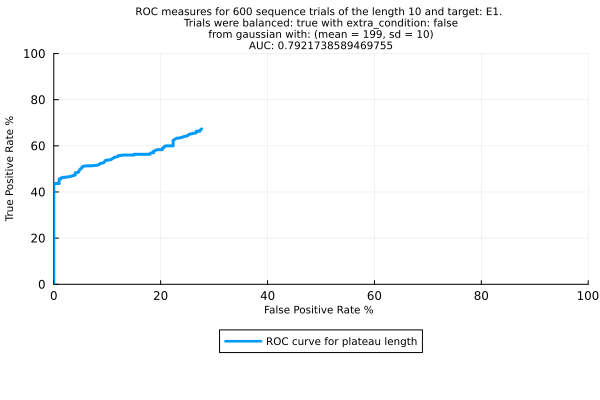 ROC measures for 600 sequence trials of the length 10 and target: E1.
Trials were balanced: true with extra_condition: false
from gaussian with: (mean = 199, sd = 10)
AUC: 0.7921738589469755
100
80
60
40
20
0
True Positive Rate %
0 20 40 60 80 100
False Positive Rate %
ROC curve for plateau length